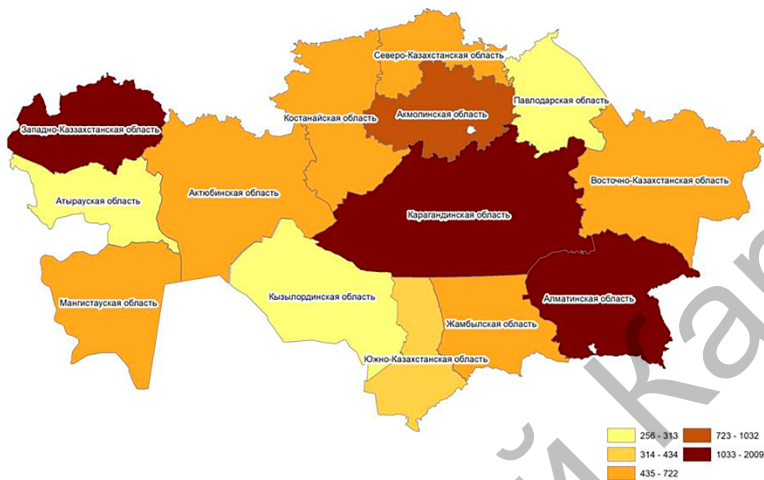 Северо-Казахстанская область
Павлодарская область
Костанайская область
Акмолинская область
Западно-Каззахстанская область
Восточно-Казахстанская область
Актюбинская область
Атырауская область
Карагандинская область
Мангистауская область
Кызылординская область
Алматинская область
Жамбылская область
Южно-Казахстанская область
256 - 313
723 - 1032
314 - 434
1033 - 2009
435 - 722
й Кар